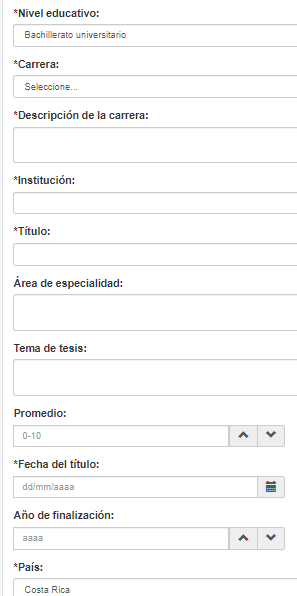 *Nivel educativo:
Bachillerato universitario
*Carrera:
Seleccione...
*Descripción de la carrera:
*Institución:
*Título:
Área de especialidad:
Tema de tesis:
Promedio:
0-10
*Fecha del título:
dd/mm/aaaa
Año de finalización:
aaaa
*País:
Costa Rica